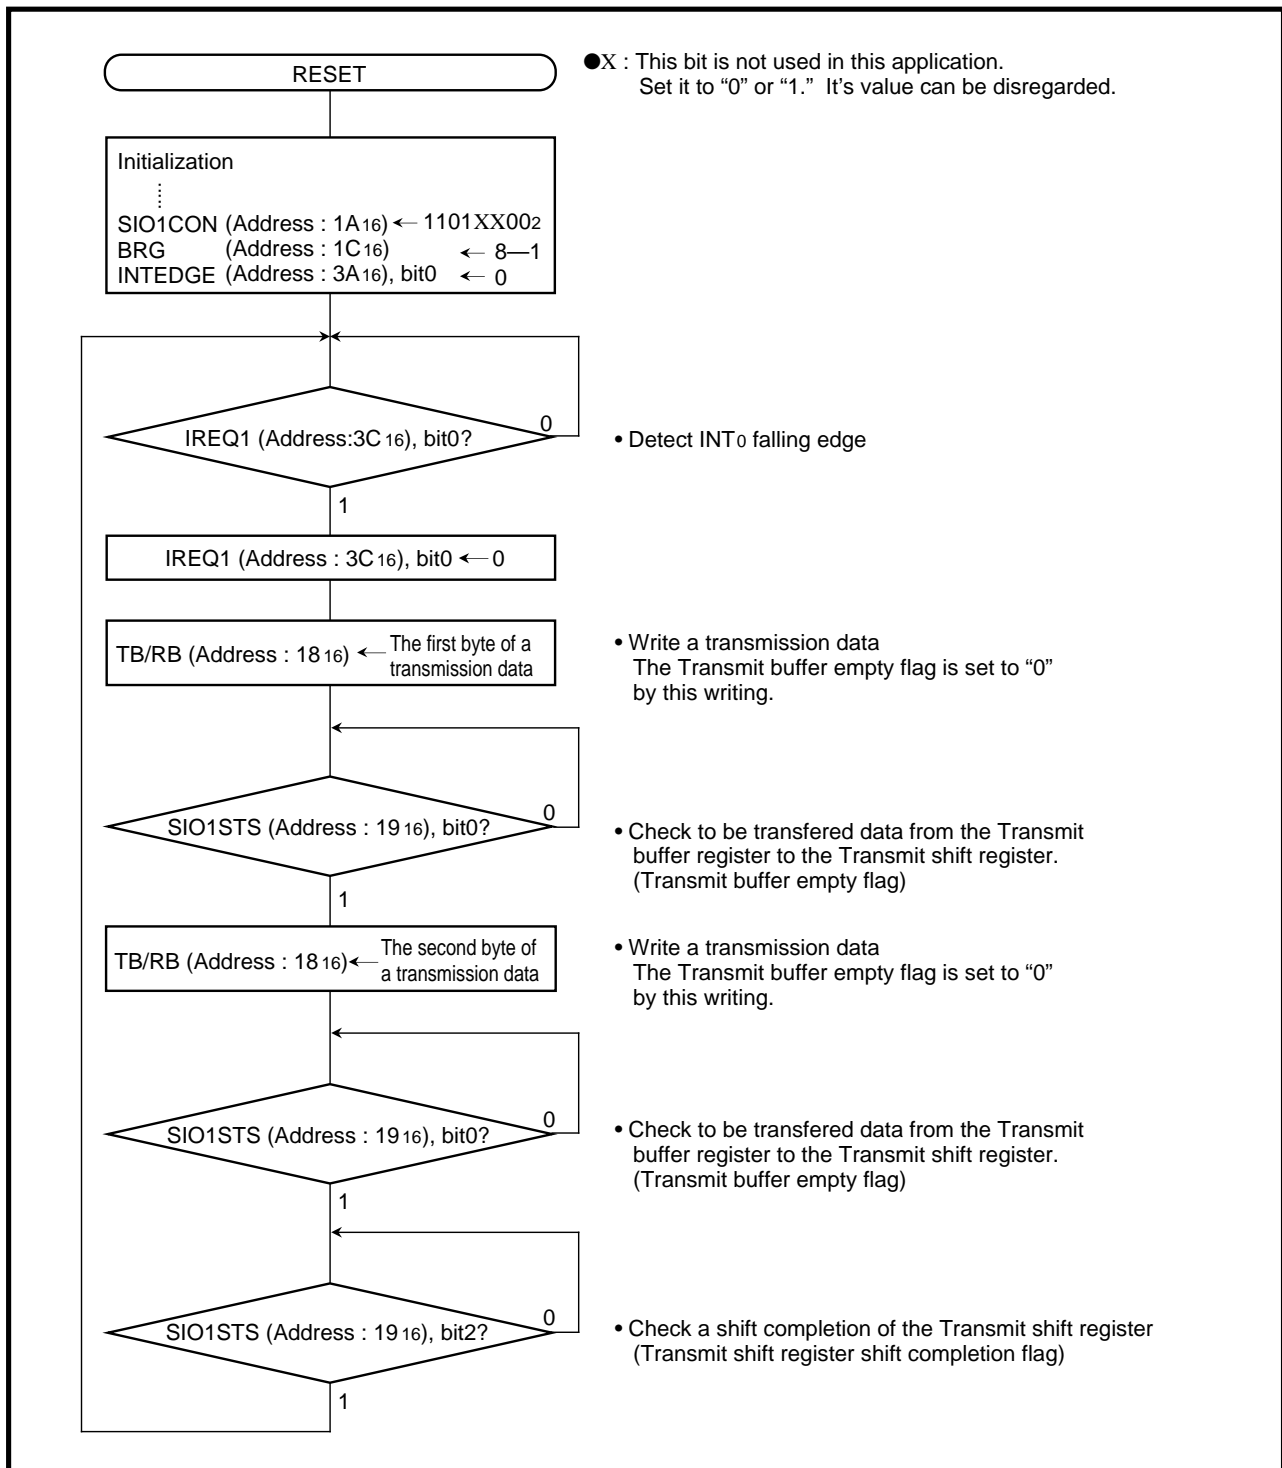 RESET
●X : This bit is not used in this application.
Set it to “0” or “1.” It’s value can be disregarded.
Initialization
SIO1CON (Address : 1A16) ← 1101XX002
BRG (Address : 1C16) ← 8—1
INTEDGE (Address : 3A16), bit0 ← 0
IREQ1 (Address:3C16), bit0?
0
• Detect INT0 falling edge
1
IREQ1 (Address : 3C16), bit0 ← 0
TB/RB (Address : 1816) ← The first byte of a
transmission data
• Write a transmission data
The Transmit buffer empty flag is set to “0”
by this writing.
SIO1STS (Address : 1916), bit0?
0
• Check to be transfered data from the Transmit
buffer register to the Transmit shift register.
(Transmit buffer empty flag)
1
TB/RB (Address : 1816) ← The second byte of
a transmission data
• Write a transmission data
The Transmit buffer empty flag is set to “0”
by this writing.
SIO1STS (Address : 1916), bit0?
0
• Check to be transfered data from the Transmit
buffer register to the Transmit shift register.
(Transmit buffer empty flag)
1
SIO1STS (Address : 1916), bit2?
0
• Check a shift completion of the Transmit shift register
(Transmit shift register shift completion flag)
1